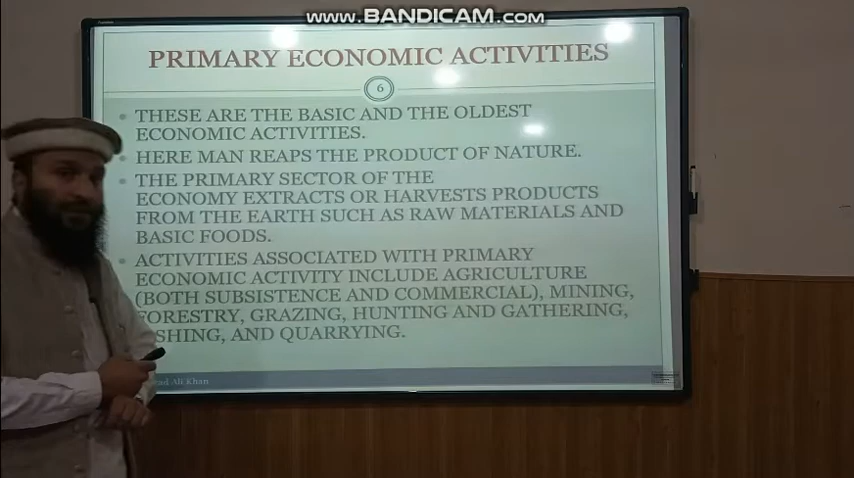 WWW.BANDICAM.COM
PRIMARY ECONOMIC ACTIVITIES
6
• THESE ARE THE BASIC AND THE OLDEST
ECONOMIC ACTIVITIES.
• HERE MAN REAPS THE PRODUCT OF NATURE.
• THE PRIMARY SECTOR OF THE
ECONOMY EXTRACTS OR HARVESTS PRODUCTS
FROM THE EARTH SUCH AS RAW MATERIALS AND
BASIC FOODS.
• ACTIVITIES ASSOCIATED WITH PRIMARY
ECONOMIC ACTIVITY INCLUDE AGRICULTURE
(BOTH SUBSISTENCE AND COMMERCIAL), MINING,
FORESTRY, GRAZING, HUNTING AND GATHERING,
SHING, AND QUARRYING.
Ali Khan